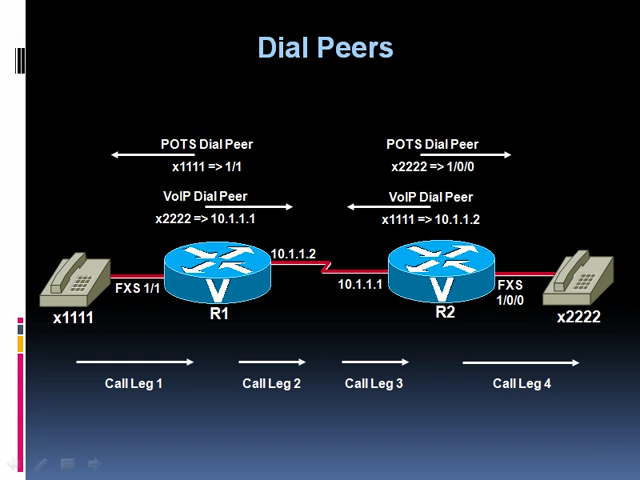 Dial Peers
POTS Dial Peer
x1111 => 1/1
POTS Dial Peer
x2222 => 1/0/0
VoIP Dial Peer
x2222 => 10.1.1.1
VoIP Dial Peer
x1111 => 10.1.1.2
10.1.1.2
10.1.1.1
FXS 1/1
FXS
1/0/0
V
V
x1111
R1
R2
x2222
Call Leg 1
Call Leg 2
Call Leg 3
Call Leg 4